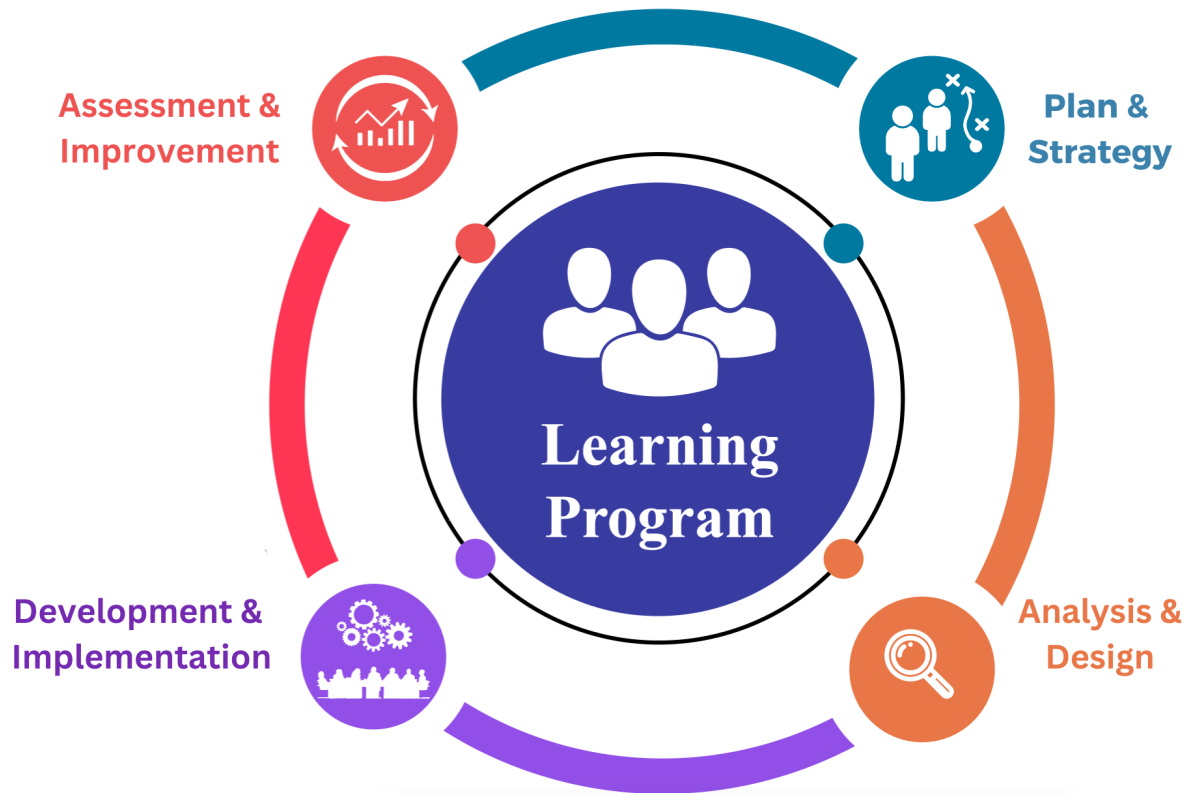 Assessment &
Improvement
Plan &
Strategy
Learning
Program
Development &
Implementation
Analysis &
Design